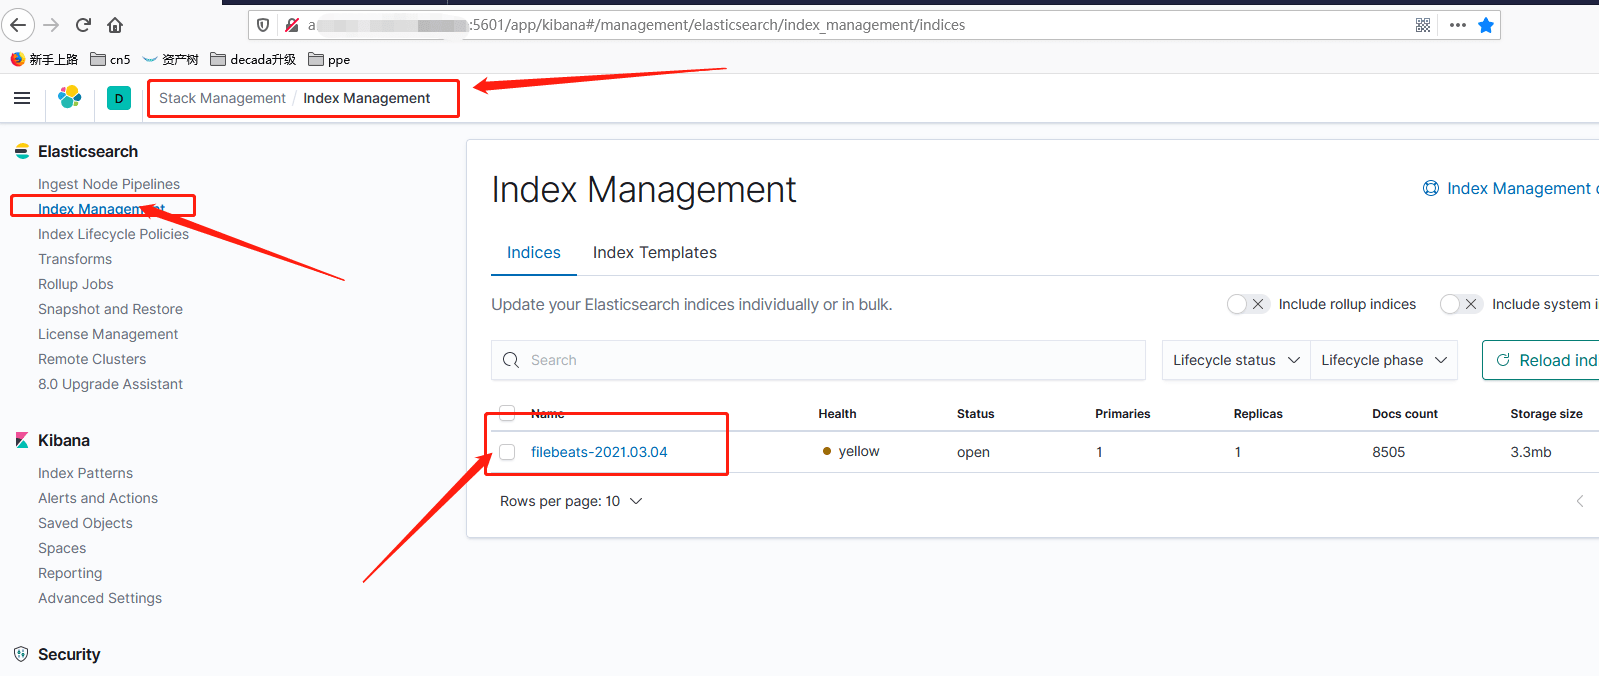 a :5601/app/kibana#/management/elasticsearch/index_management/indices
新手上路 cn5 资产树 decada升级 ppe
D Stack Management / Index Management
Elasticsearch
Ingest Node Pipelines
Index Management
Index Lifecycle Policies
Transforms
Rollup Jobs
Snapshot and Restore
License Management
Remote Clusters
8.0 Upgrade Assistant
Kibana
Index Patterns
Alerts and Actions
Saved Objects
Spaces
Reporting
Advanced Settings
Security
Index Management
Index Management
Indices Index Templates
Update your Elasticsearch indices individually or in bulk.
Include rollup indices Include system
Search Lifecycle status Lifecycle phase Reload ind
Name Health Status Primaries Replicas Docs count Storage size
filebeats-2021.03.04 yellow open 1 1 8505 3.3mb
Rows per page: 10